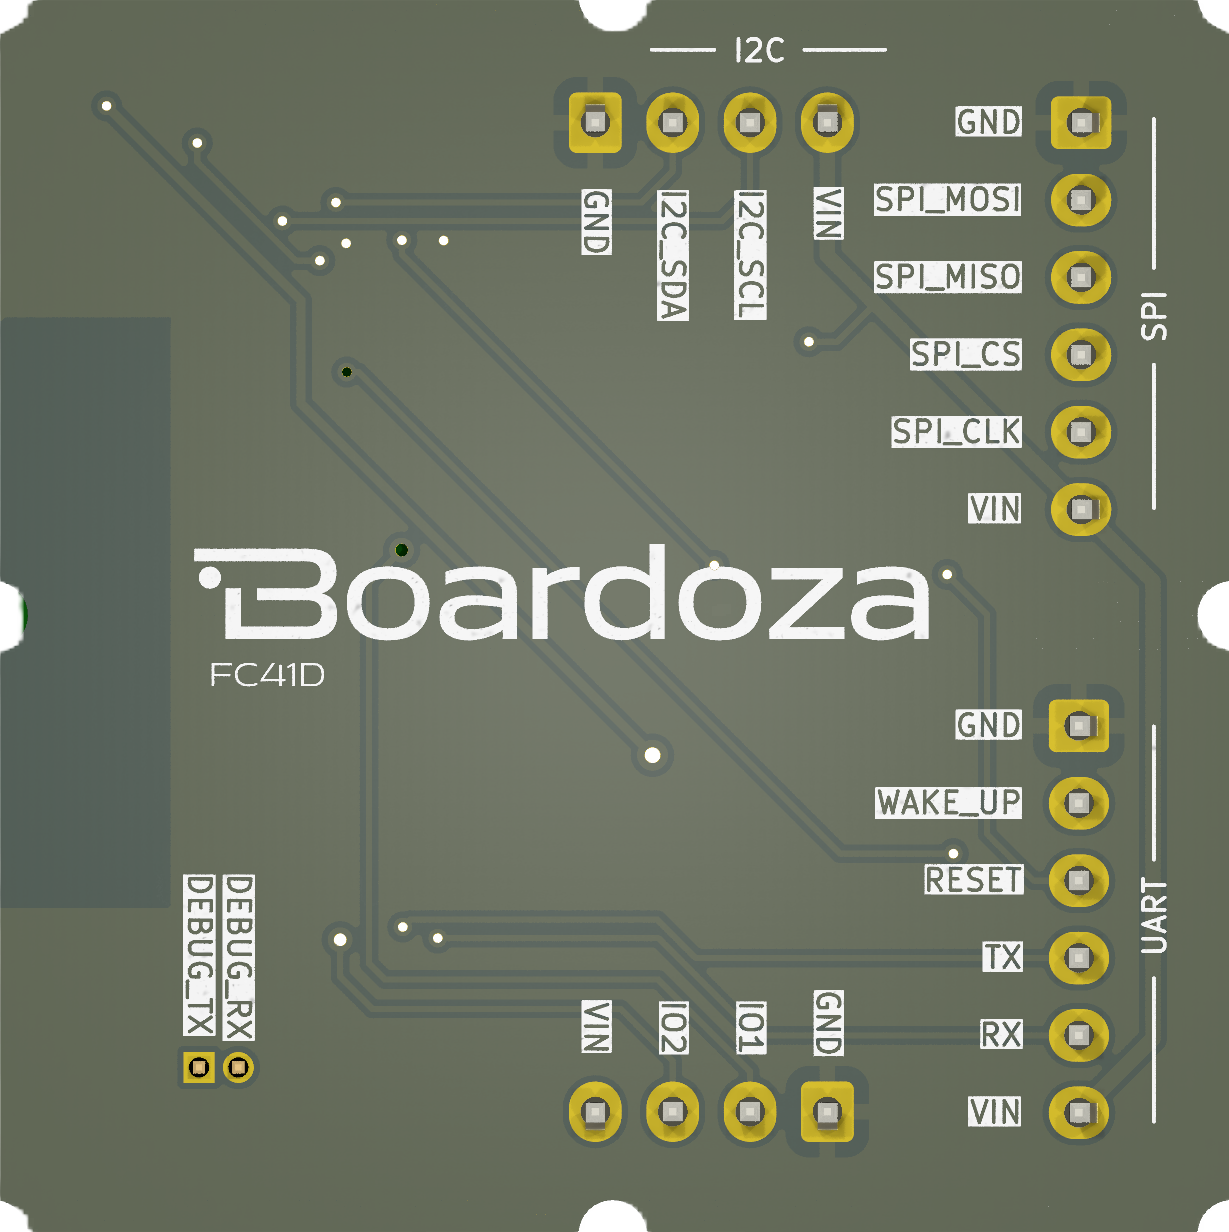 I2C
GND
I2C_SDA
I2C_SCL
VIN
GND
SPI_MOSI
SPI_MISO
SPI_CS
SPI_CLK
VIN
SPI
Boardoza
FC41D
GND
WAKE_UP
RESET
TX
RX
VIN
UART
DEBUG_TX
DEBUG_RX
VIN
IO2
IO1
GND